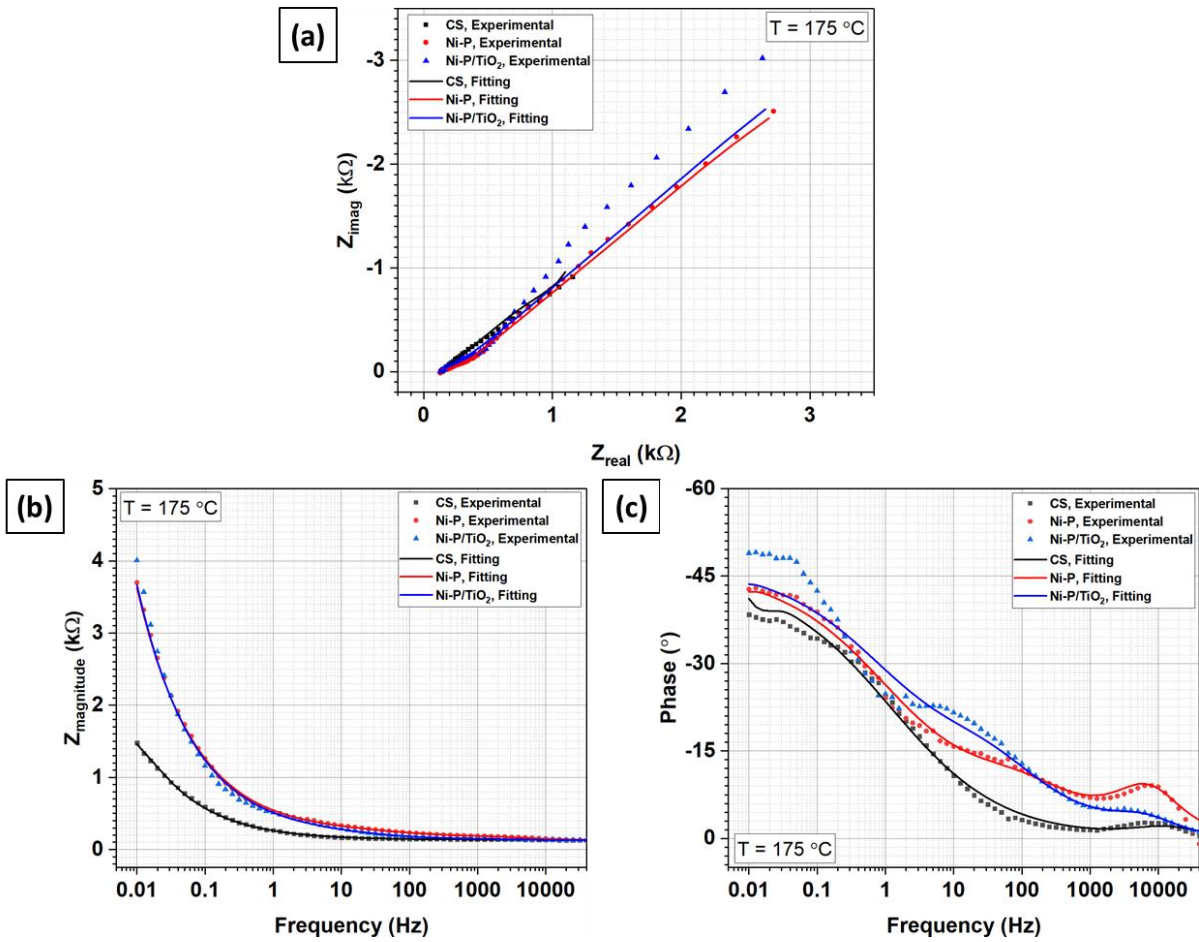 (a)
T = 175 °C
CS, Experimental
Ni-P, Experimental
Ni-P/TiO₂, Experimental
CS, Fitting
Ni-P, Fitting
Ni-P/TiO₂, Fitting
-3
-2
-1
0
Z_imag (kΩ)
0 1 2 3
Z_real (kΩ)
(b)
T = 175 °C
CS, Experimental
Ni-P, Experimental
Ni-P/TiO₂, Experimental
CS, Fitting
Ni-P, Fitting
Ni-P/TiO₂, Fitting
5
4
3
2
1
0
Z_magnitude (kΩ)
0.01 0.1 1 10 100 1000 10000
Frequency (Hz)
(c)
CS, Experimental
Ni-P, Experimental
Ni-P/TiO₂, Experimental
CS, Fitting
Ni-P, Fitting
Ni-P/TiO₂, Fitting
-60
-45
-30
-15
0
Phase (°)
T = 175 °C
0.01 0.1 1 10 100 1000 10000
Frequency (Hz)